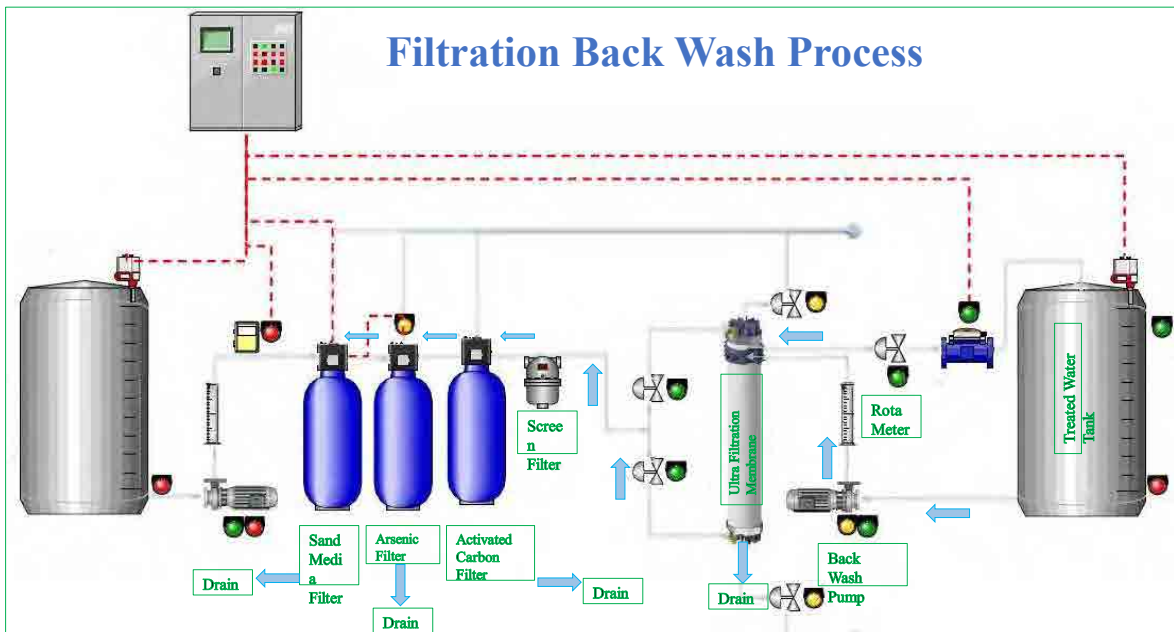 Filtration Back Wash Process
Scree
n
Filter
Rota
Meter
Treated Water
Tank
Ultra Filtration
Membrane
Sand
Medi
a
Filter
Arsenic
Filter
Activated
Carbon
Filter
Back
Wash
Pump
Drain
Drain
Drain
Drain